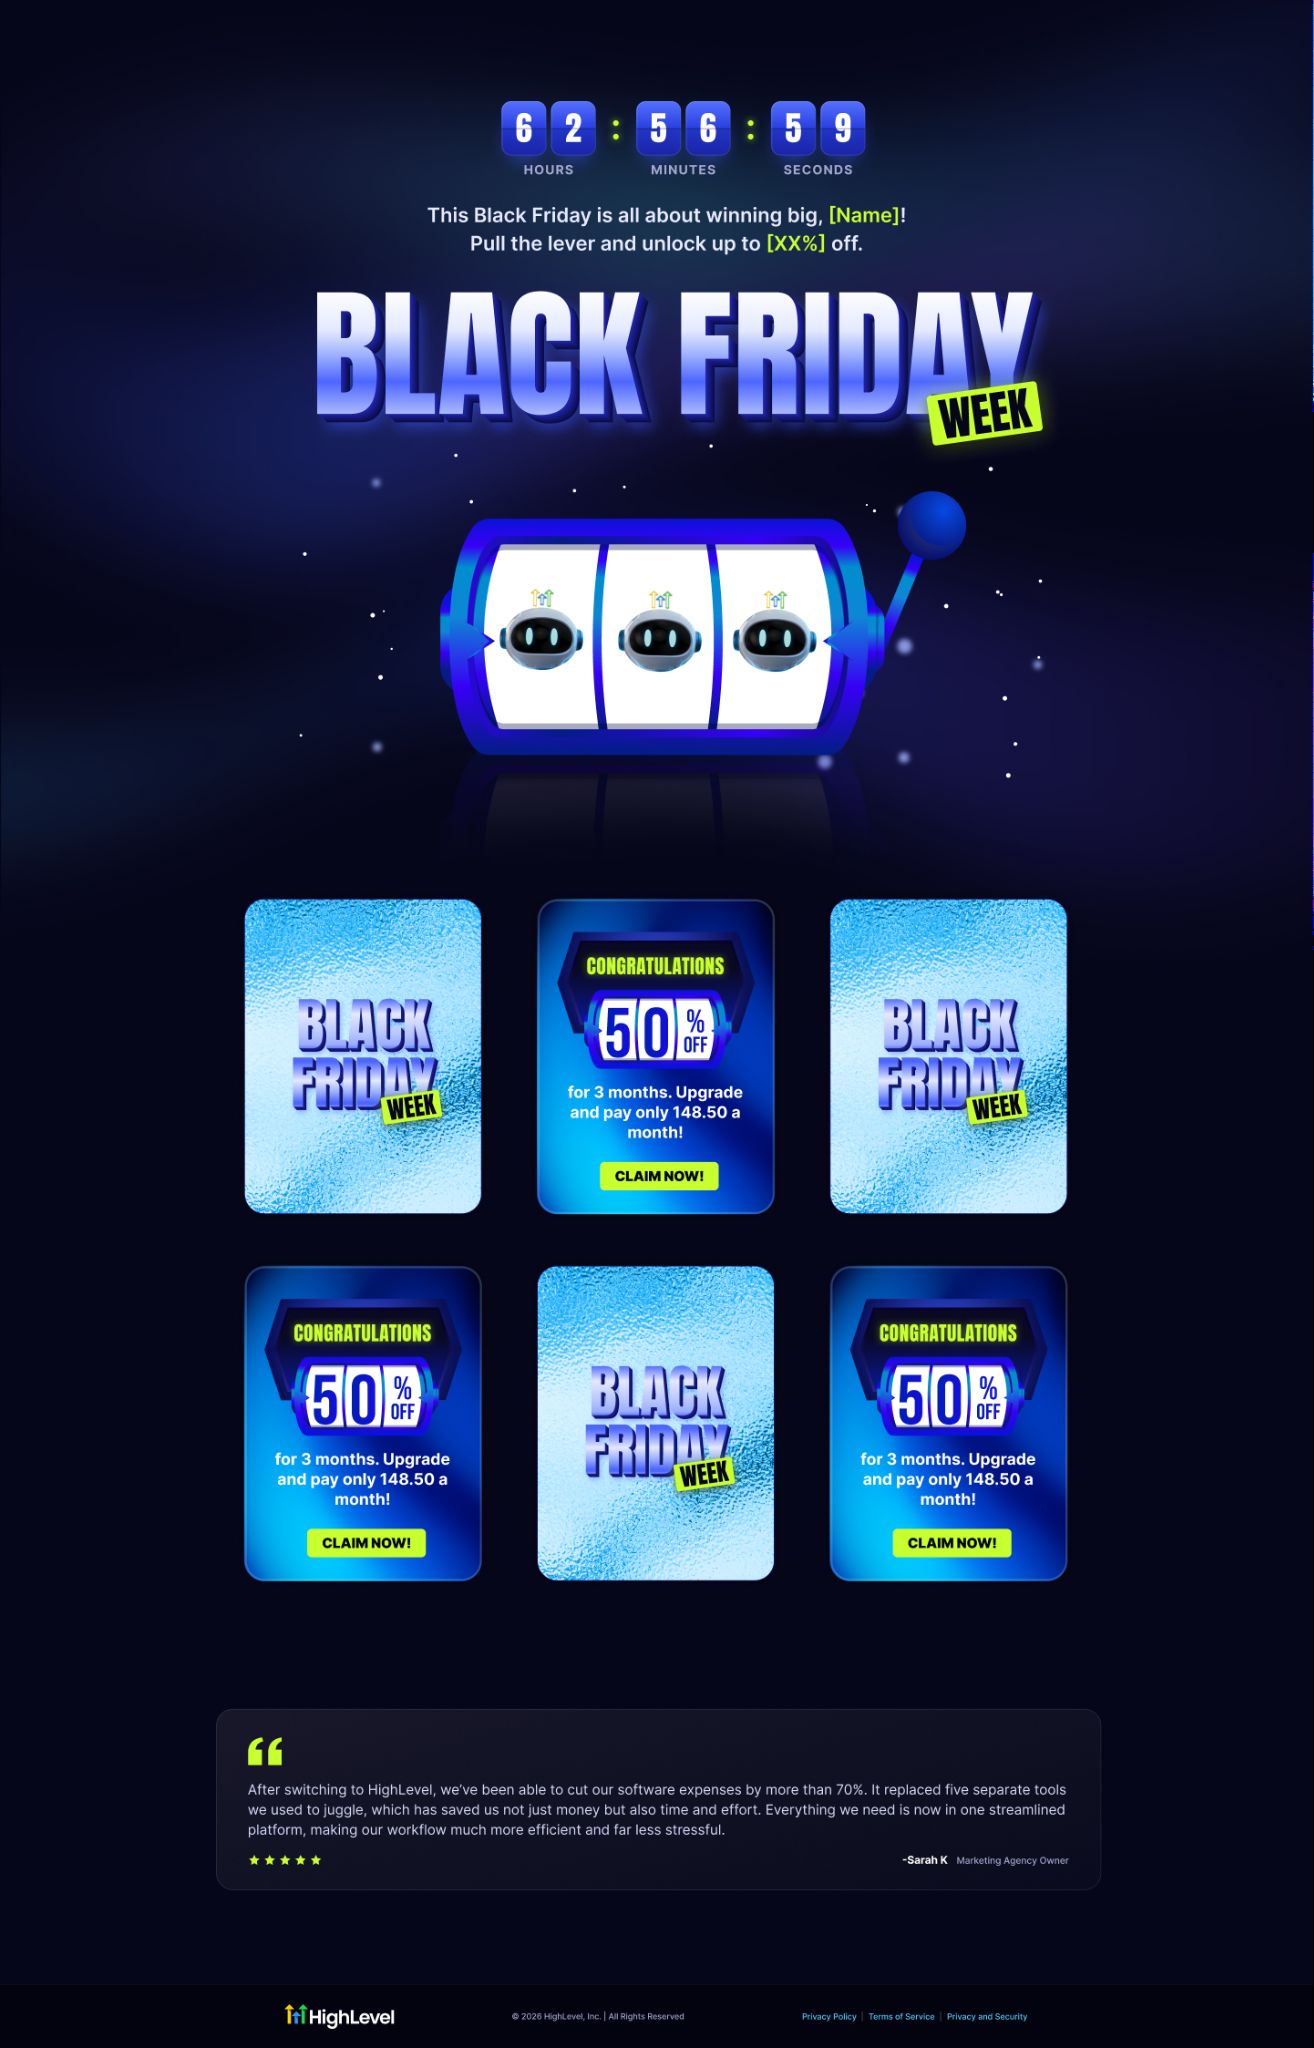 62 : 56 : 59
HOURS MINUTES SECONDS
This Black Friday is all about winning big, [Name]!
Pull the lever and unlock up to [XX%] off.
BLACK FRIDAY
WEEK
BLACK
FRIDAY
WEEK
CONGRATULATIONS
50 % OFF
for 3 months. Upgrade
and pay only 148.50 a
month!
CLAIM NOW!
BLACK
FRIDAY
WEEK
CONGRATULATIONS
50 % OFF
for 3 months. Upgrade
and pay only 148.50 a
month!
CLAIM NOW!
BLACK
FRIDAY
WEEK
CONGRATULATIONS
50 % OFF
for 3 months. Upgrade
and pay only 148.50 a
month!
CLAIM NOW!
After switching to HighLevel, we’ve been able to cut our software expenses by more than 70%. It replaced five separate tools
we used to juggle, which has saved us not just money but also time and effort. Everything we need is now in one streamlined
platform, making our workflow much more efficient and far less stressful.
-Sarah K Marketing Agency Owner
HighLevel
© 2026 HighLevel, Inc. | All Rights Reserved
Privacy Policy | Terms of Service | Privacy and Security